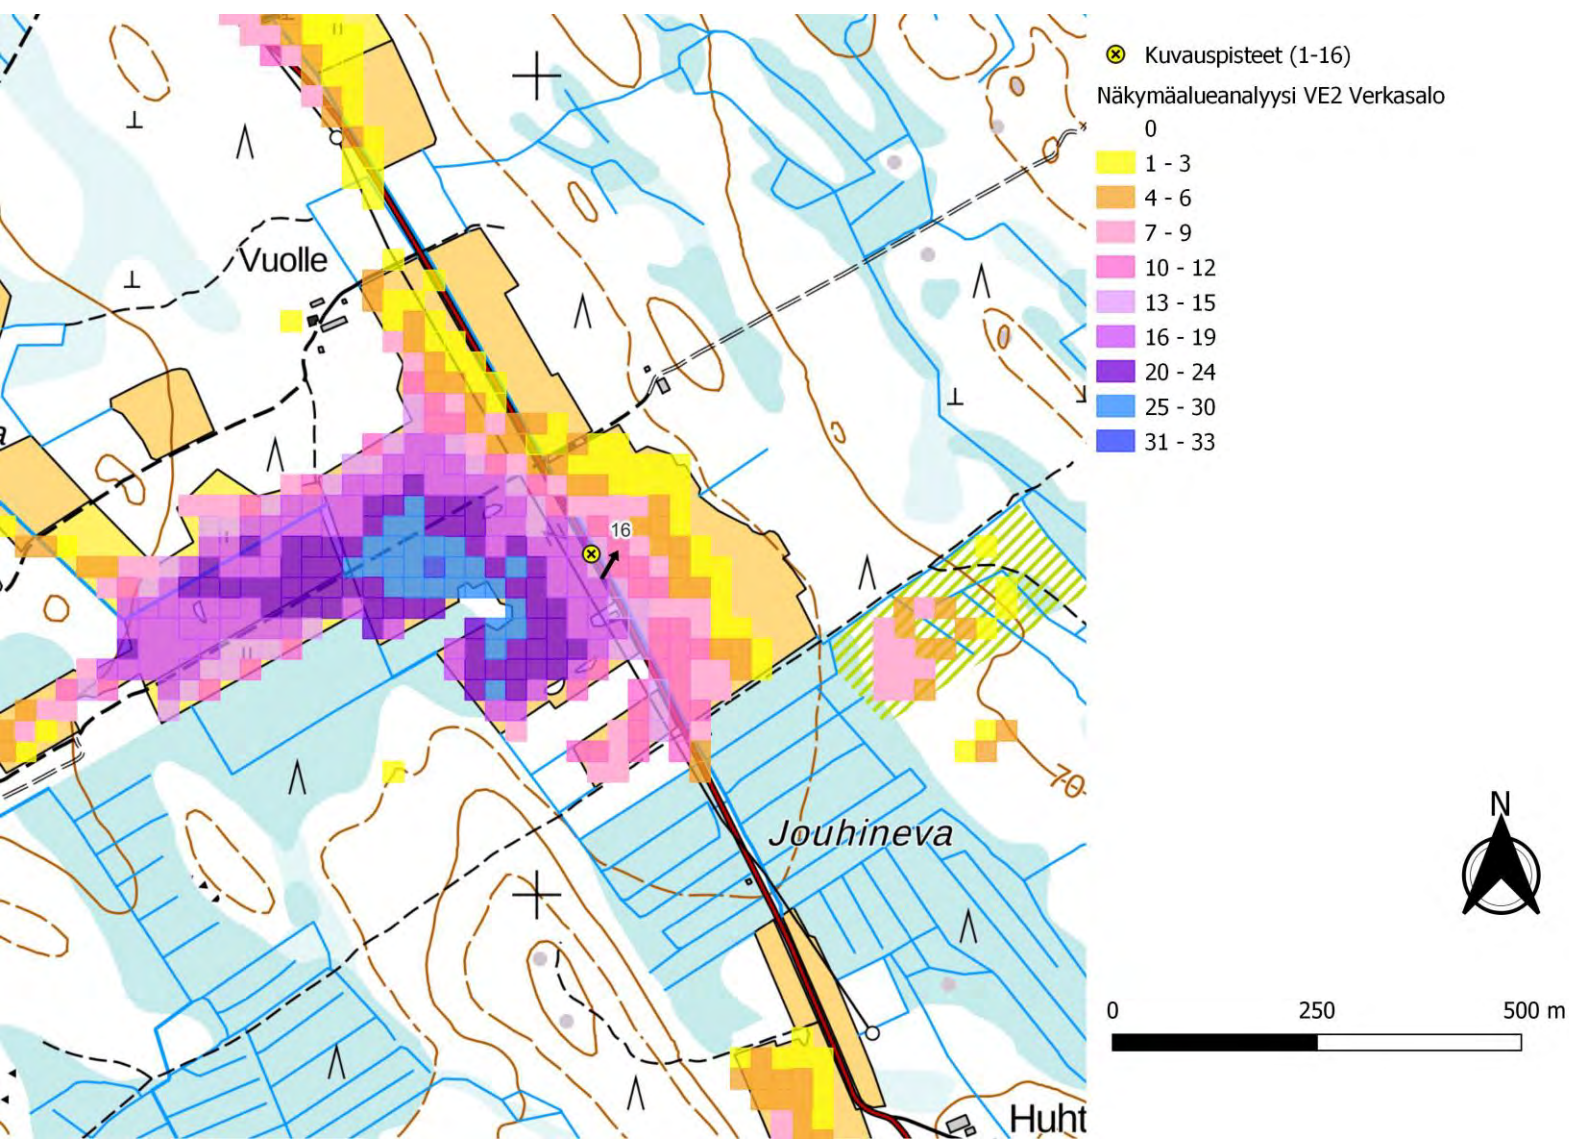 Kuvauspisteet (1-16)
Näkymäalueanalyysi VE2 Verkasalo
0
1 - 3
4 - 6
7 - 9
10 - 12
13 - 15
16 - 19
20 - 24
25 - 30
31 - 33
Vuolle
a
16
70
Jouhineva
N
0 250 500 m
Huht